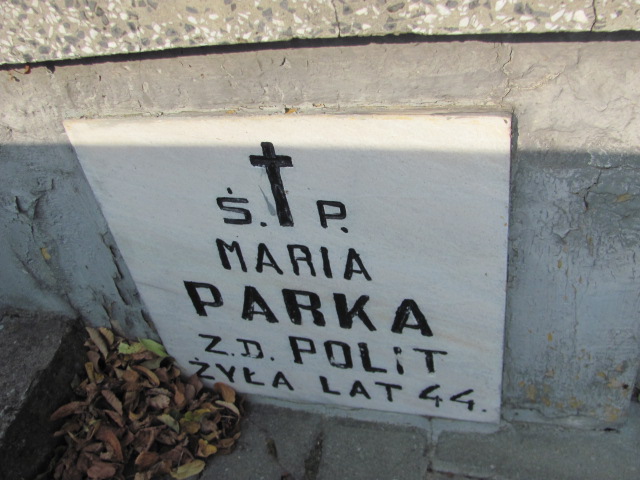 Ś. P.
MARIA
PARKA
Z.D. POLIT
ŻYŁA LAT 44.